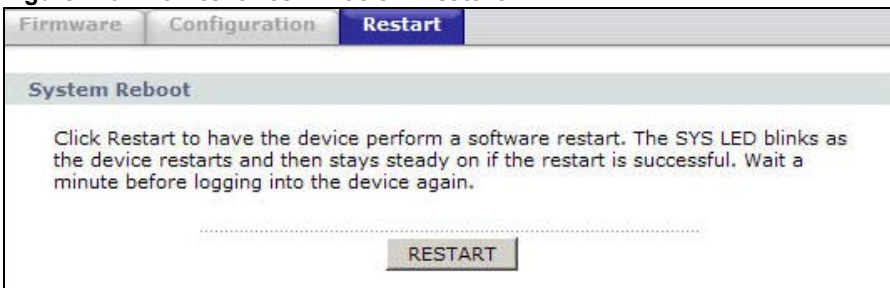 Firmware Configuration Restart
System Reboot
Click Restart to have the device perform a software restart. The SYS LED blinks as
the device restarts and then stays steady on if the restart is successful. Wait a
minute before logging into the device again.
RESTART